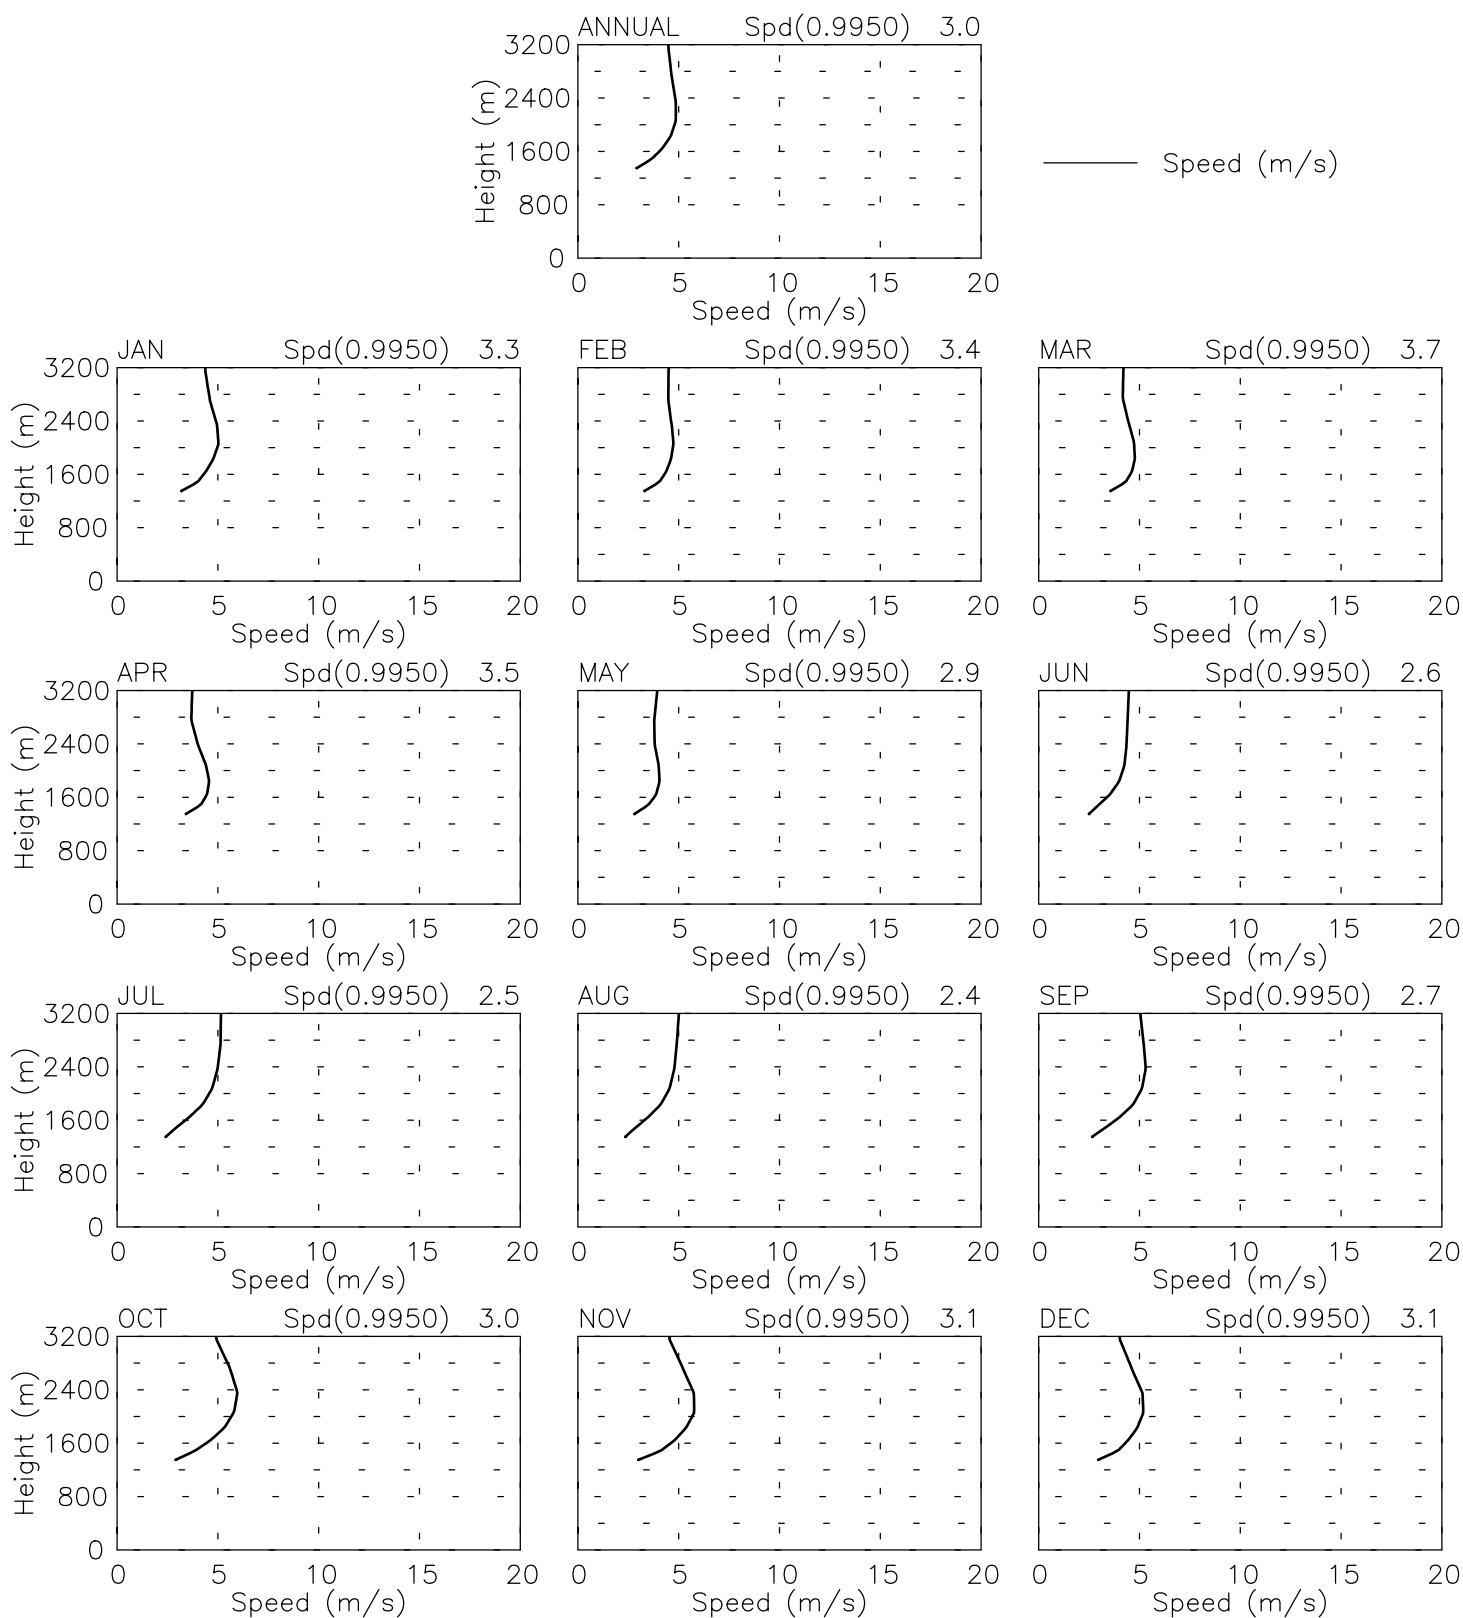 ANNUAL Spd(0.9950) 3.0
3200
2400
1600
800
0
Height (m)
0 5 10 15 20
Speed (m/s)
Speed (m/s)
JAN Spd(0.9950) 3.3
3200
2400
1600
800
0
Height (m)
0 5 10 15 20
Speed (m/s)
FEB Spd(0.9950) 3.4
0 5 10 15 20
Speed (m/s)
MAR Spd(0.9950) 3.7
0 5 10 15 20
Speed (m/s)
APR Spd(0.9950) 3.5
3200
2400
1600
800
0
Height (m)
0 5 10 15 20
Speed (m/s)
MAY Spd(0.9950) 2.9
0 5 10 15 20
Speed (m/s)
JUN Spd(0.9950) 2.6
0 5 10 15 20
Speed (m/s)
JUL Spd(0.9950) 2.5
3200
2400
1600
800
0
Height (m)
0 5 10 15 20
Speed (m/s)
AUG Spd(0.9950) 2.4
0 5 10 15 20
Speed (m/s)
SEP Spd(0.9950) 2.7
0 5 10 15 20
Speed (m/s)
OCT Spd(0.9950) 3.0
3200
2400
1600
800
0
Height (m)
0 5 10 15 20
Speed (m/s)
NOV Spd(0.9950) 3.1
0 5 10 15 20
Speed (m/s)
DEC Spd(0.9950) 3.1
0 5 10 15 20
Speed (m/s)